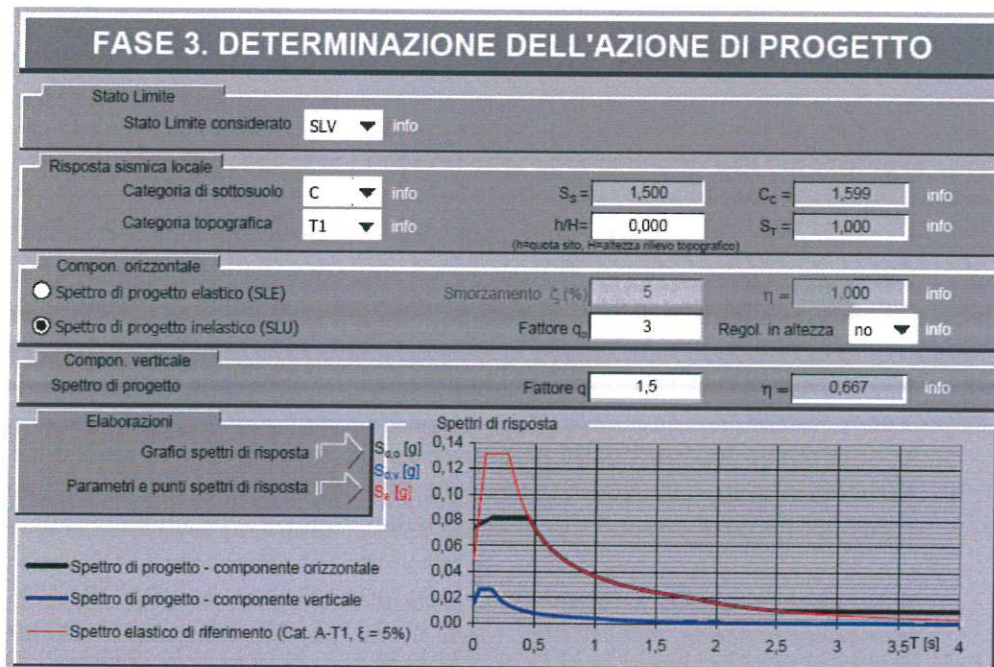 FASE 3. DETERMINAZIONE DELL'AZIONE DI PROGETTO
Stato Limite
Stato Limite considerato SLV info
Risposta sismica locale
Categoria di sottosuolo C info S_S = 1,500 C_C = 1,599 info
Categoria topografica T1 info h/H= 0,000 S_T = 1,000 info
(h=quota sito, H=altezza rilievo topografico)
Compon. orizzontale
Spettro di progetto elastico (SLE) Smorzamento ξ (%) 5 η = 1,000 info
Spettro di progetto inelastico (SLU) Fattore q_o 3 Regol. in altezza no info
Compon. verticale
Spettro di progetto Fattore q 1,5 η = 0,667 info
Elaborazioni
Grafici spettri di risposta
Parametri e punti spettri di risposta
Spettri di risposta
S_d,o [g]
S_d,v [g]
S_e [g]
0,14
0,12
0,10
0,08
0,06
0,04
0,02
0,00
0 0,5 1 1,5 2 2,5 3 3,5 T [s] 4
Spettro di progetto - componente orizzontale
Spettro di progetto - componente verticale
Spettro elastico di riferimento (Cat. A-T1, ξ = 5%)